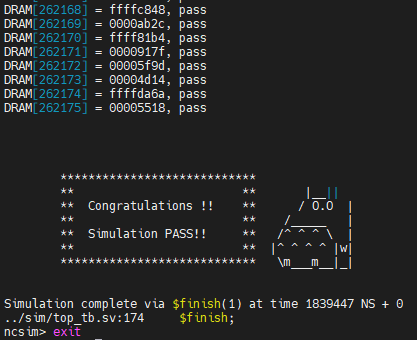 DRAM[262168] = ffffc848, pass
DRAM[262169] = 0000ab2c, pass
DRAM[262170] = ffff81b4, pass
DRAM[262171] = 0000917f, pass
DRAM[262172] = 00005f9d, pass
DRAM[262173] = 00004d14, pass
DRAM[262174] = ffffda6a, pass
DRAM[262175] = 00005518, pass
****************************
**                        **       |__||
**  Congratulations !!    **      / O.O  |
**                        **    /_____   |
**  Simulation PASS!!     **   /^ ^ ^ \  |
**                        **  |^ ^ ^ ^ |w|
****************************   \m___m__|_|
Simulation complete via $finish(1) at time 1839447 NS + 0
../sim/top_tb.sv:174     $finish;
ncsim> exit